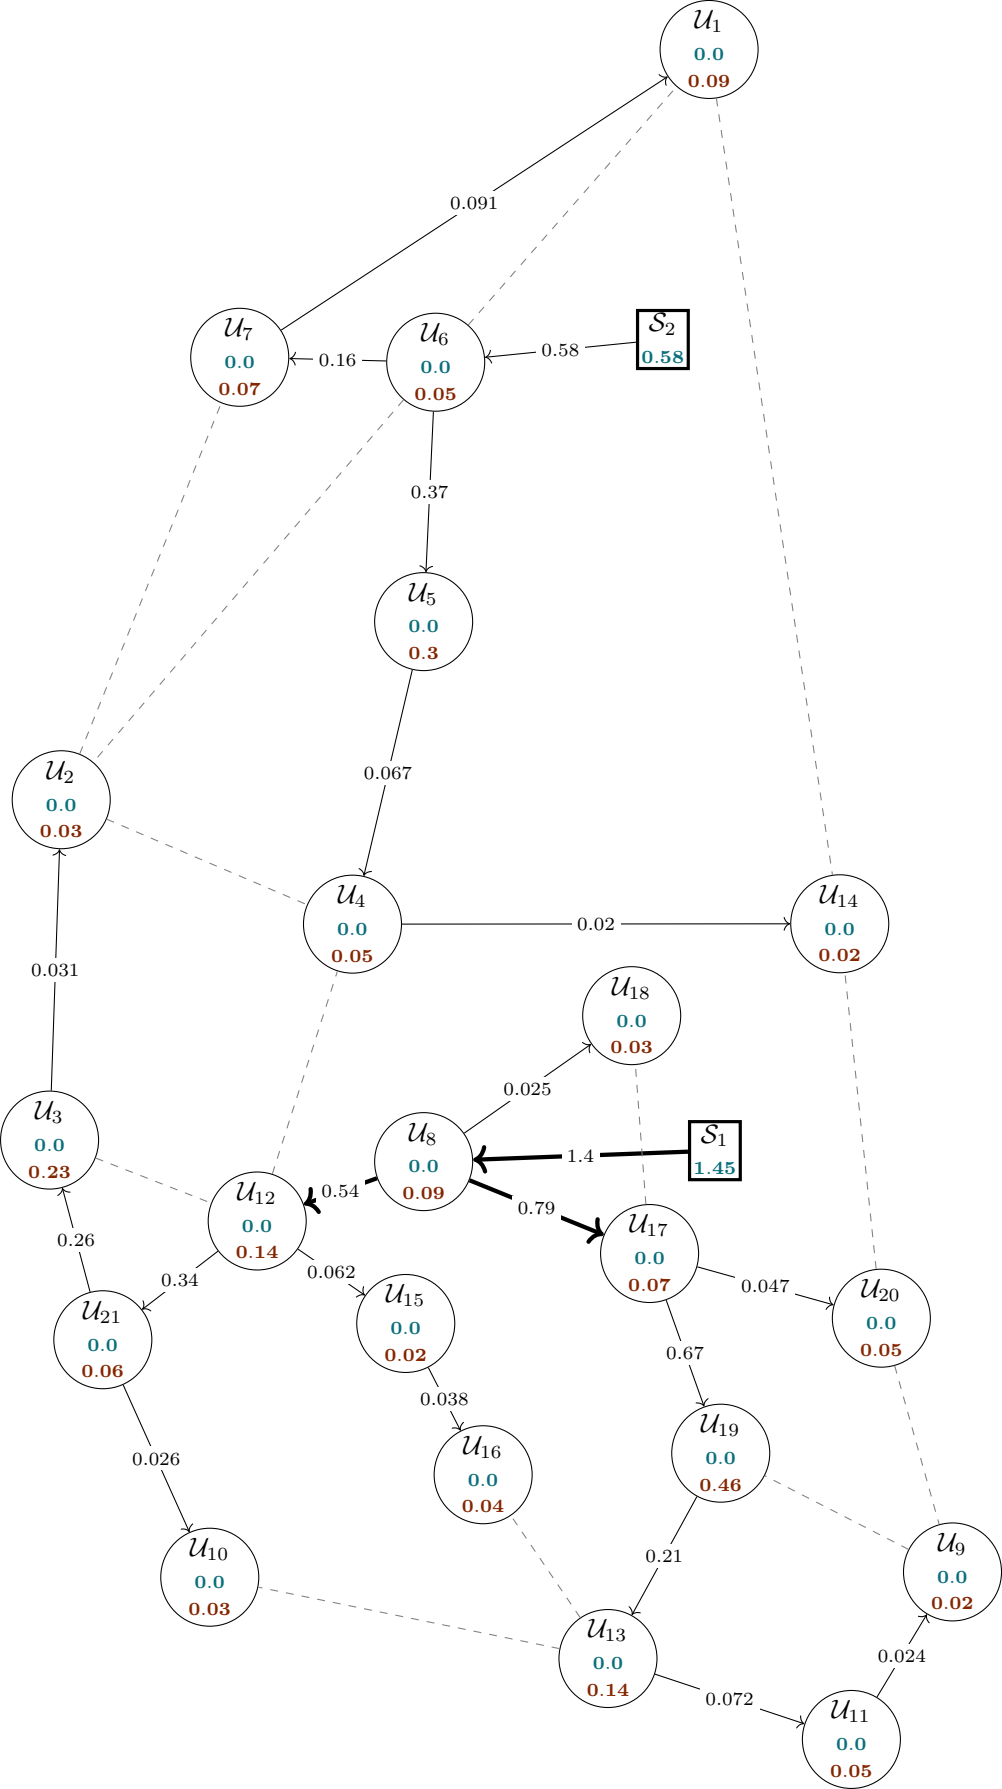 𝒰₁
0.0
0.09
0.091
𝒰₇
0.0
0.07
0.16
𝒰₆
0.0
0.05
0.58
𝒮₂
0.58
0.37
𝒰₅
0.0
0.3
0.067
𝒰₂
0.0
0.03
𝒰₄
0.0
0.05
0.02
𝒰₁₄
0.0
0.02
0.031
𝒰₁₈
0.0
0.03
0.025
𝒰₃
0.0
0.23
𝒰₈
0.0
0.09
1.4
𝒮₁
1.45
0.54
0.79
𝒰₁₂
0.0
0.14
𝒰₁₇
0.0
0.07
0.26
0.34
0.062
0.047
𝒰₂₁
0.0
0.06
𝒰₁₅
0.0
0.02
𝒰₂₀
0.0
0.05
0.67
0.038
0.026
𝒰₁₆
0.0
0.04
𝒰₁₉
0.0
0.46
𝒰₁₀
0.0
0.03
0.21
𝒰₉
0.0
0.02
𝒰₁₃
0.0
0.14
0.024
0.072
𝒰₁₁
0.0
0.05